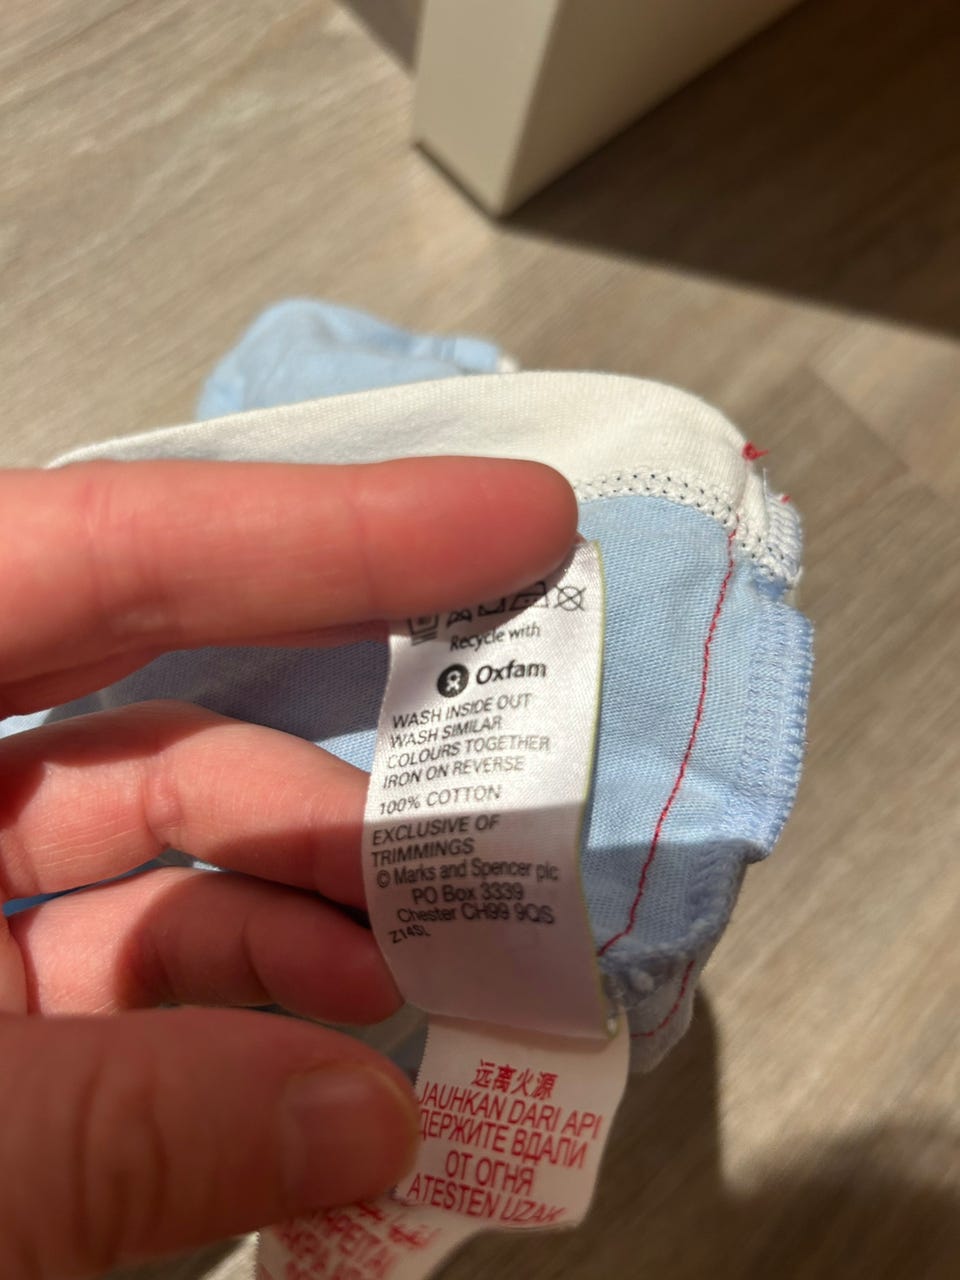 Recycle with
Oxfam
WASH INSIDE OUT
WASH SIMILAR
COLOURS TOGETHER
IRON ON REVERSE
100% COTTON
EXCLUSIVE OF
TRIMMINGS
© Marks and Spencer plc
PO Box 3339
Chester CH99 9QS
Z14SL
远离火源
JAUHKAN DARI API
ДЕРЖИТЕ ВДАЛИ
ОТ ОГНЯ
ATESTEN UZAK